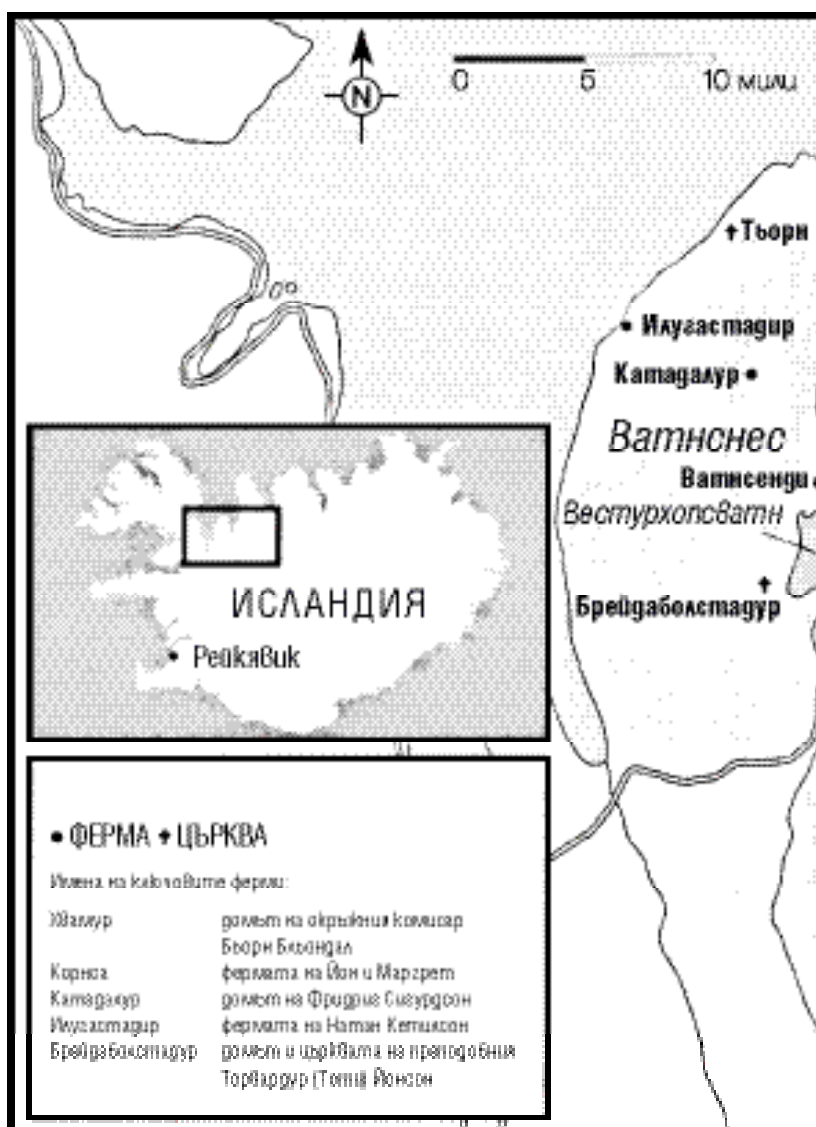 N
0 5 10 мили
Тьорн
Илугастадир
Катадалур
Ватнснес
Ватнсенди
Вестурхопсватн
Брейдаболстадур
ИСЛАНДИЯ
Рейкявик
ФЕРМА ЦЪРКВА
Имена на ключовите ферми:
Хвамур домът на окръжния комисар
Бьорн Бльондал
Корнса фермата на Йон и Маргрет
Катадалур домът на Фридрик Сигурдсон
Илугастадир фермата на Натан Кетилсон
Брейдаболстадур домът и църквата на преподобния
Торвардур (Тоти) Йонсон